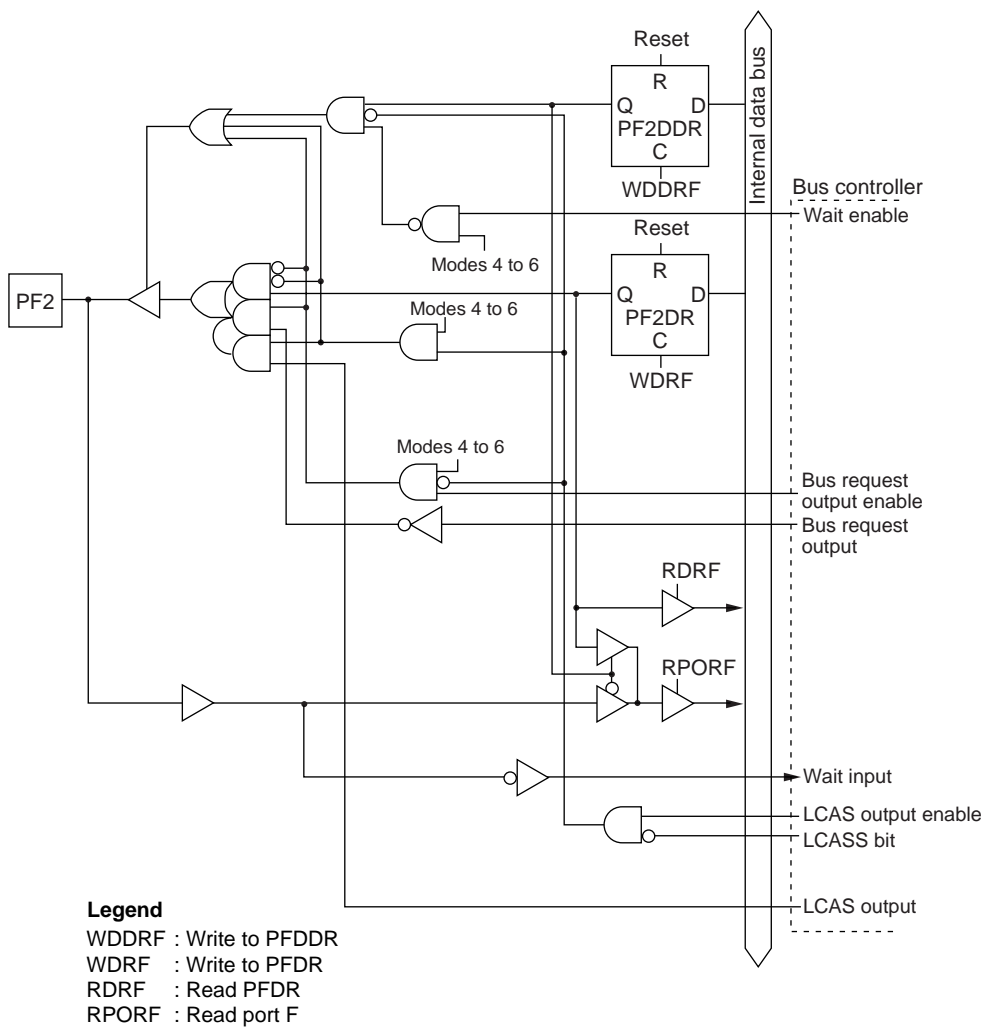 Reset
R
Q D
PF2DDR
C
WDDRF
Internal data bus
Bus controller
Wait enable
Modes 4 to 6
Reset
R
Q D
PF2DR
C
WDRF
PF2
Modes 4 to 6
Modes 4 to 6
Bus request
output enable
Bus request
output
RDRF
RPORF
Wait input
LCAS output enable
LCASS bit
LCAS output
Legend
WDDRF : Write to PFDDR
WDRF : Write to PFDR
RDRF : Read PFDR
RPORF : Read port F